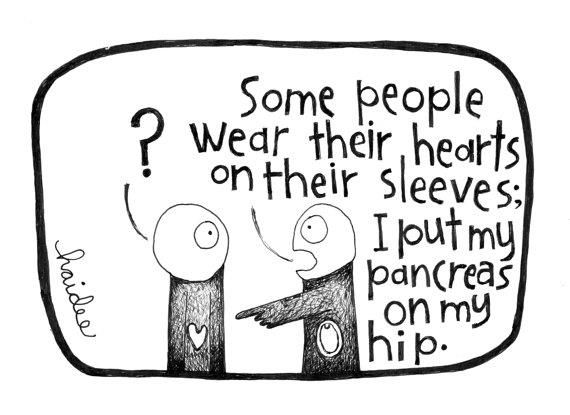 ?
Some people
wear their hearts
on their sleeves;
I put my
pancreas
on my
hip.
haidee